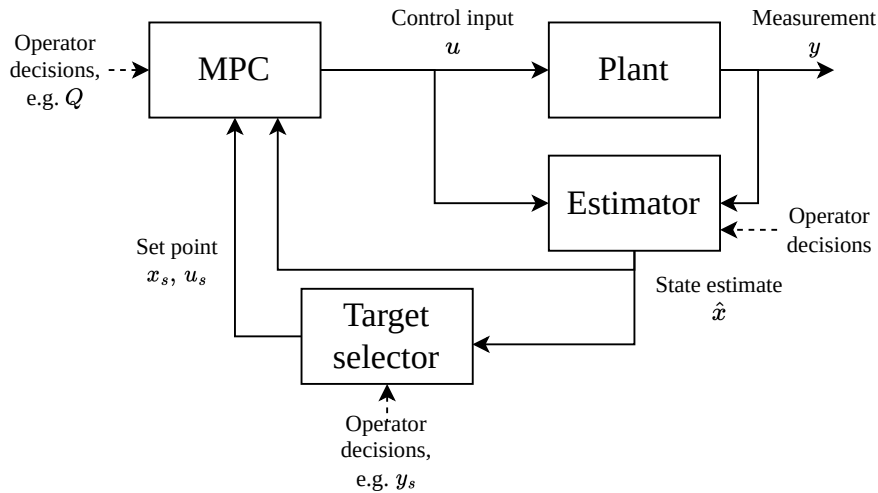 Operator
decisions,
e.g. Q
MPC
Control input
u
Plant
Measurement
y
Estimator
Operator
decisions
Set point
x_s, u_s
State estimate
x̂
Target
selector
Operator
decisions,
e.g. y_s